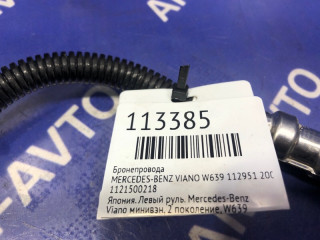 113385
Бронепровода
MERCEDES-BENZ VIANO W639 112951 200
1121500218
Япония. Левый руль. Mercedes-Benz
Viano минивэн, 2 поколение, W639